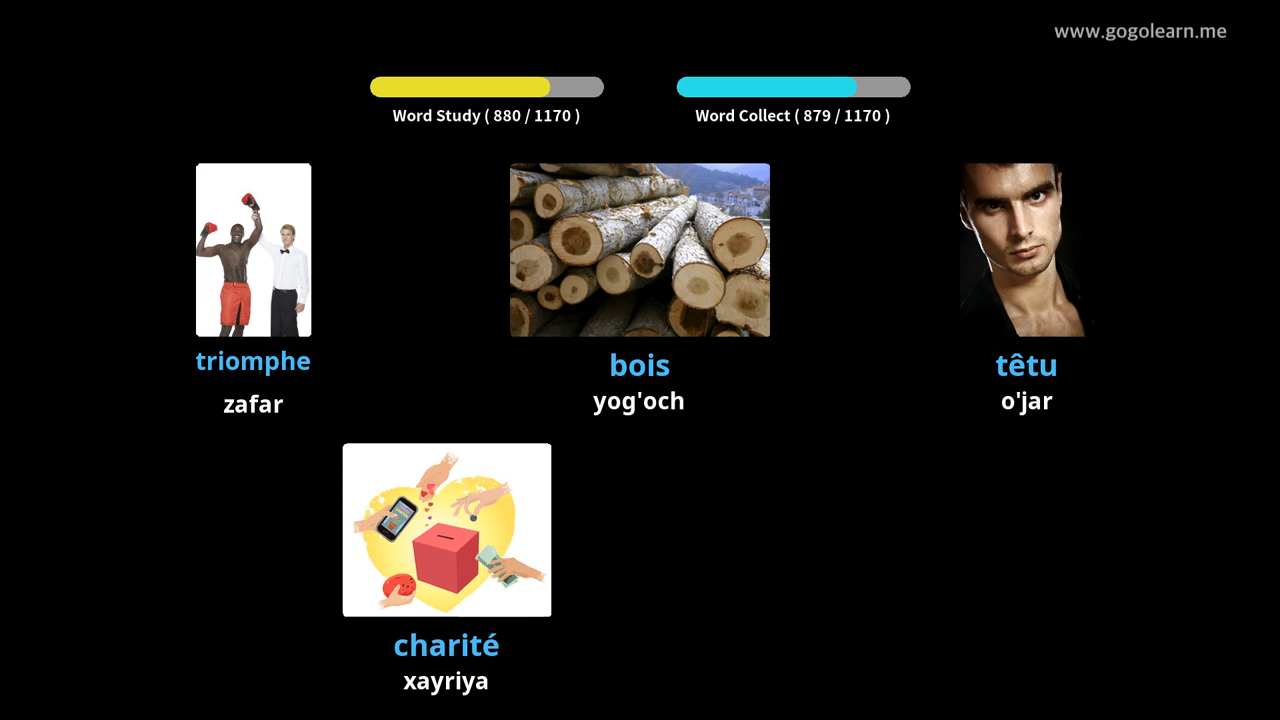 www.gogolearn.me
Word Study ( 880 / 1170 )
Word Collect ( 879 / 1170 )
triomphe
zafar
bois
yog'och
têtu
o'jar
charité
xayriya